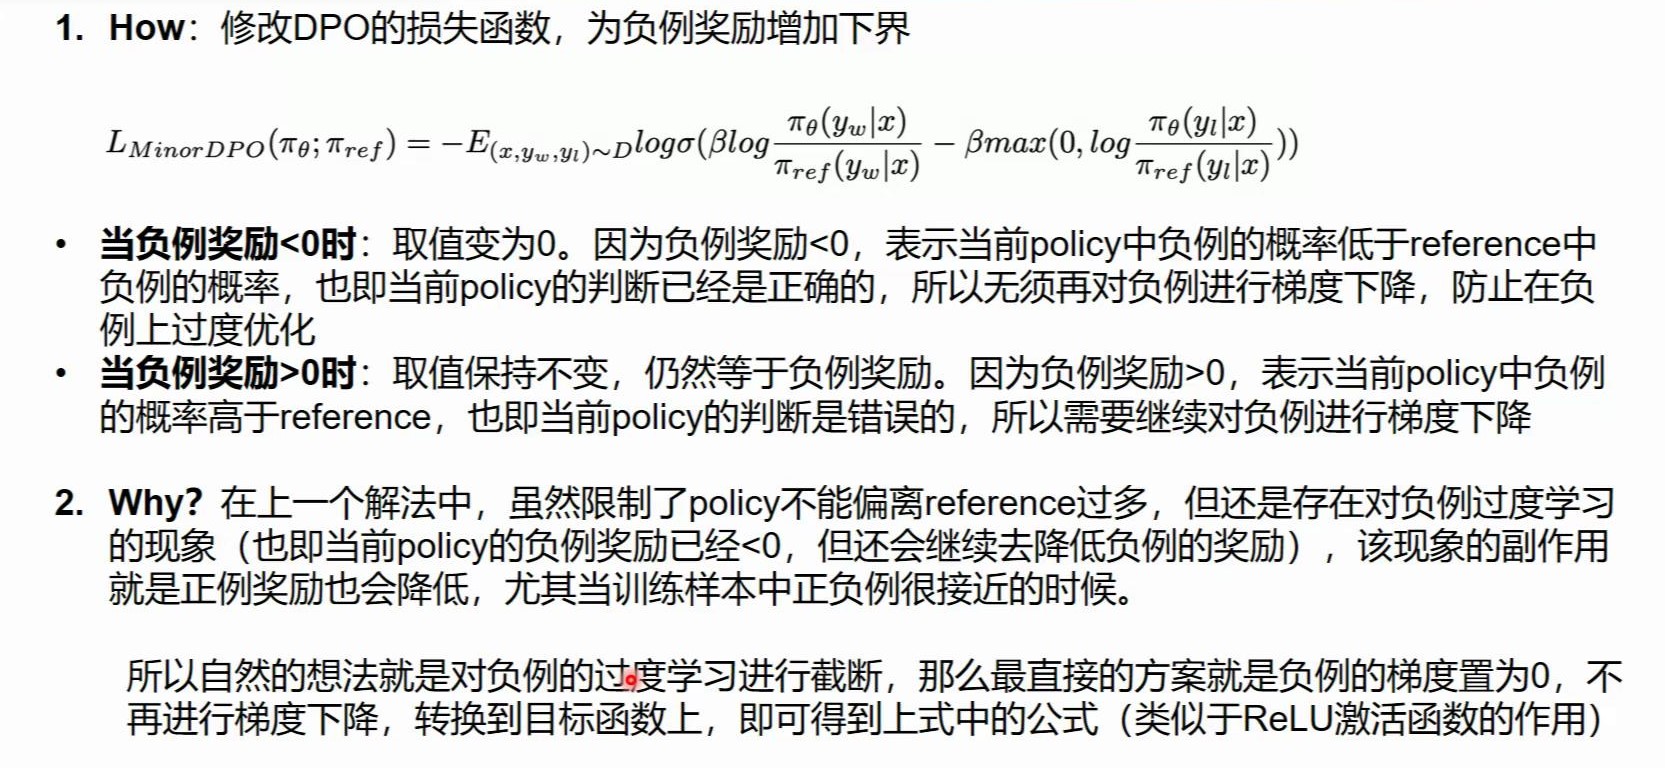 1. How：修改DPO的损失函数，为负例奖励增加下界
L_{MinorDPO}(π_θ; π_{ref}) = −E_{(x,y_w,y_l)∼D}logσ(βlog\frac{π_θ(y_w|x)}{π_{ref}(y_w|x)} − βmax(0, log\frac{π_θ(y_l|x)}{π_{ref}(y_l|x)}))
• 当负例奖励<0时：取值变为0。因为负例奖励<0，表示当前policy中负例的概率低于reference中
负例的概率，也即当前policy的判断已经是正确的，所以无须再对负例进行梯度下降，防止在负
例上过度优化
• 当负例奖励>0时：取值保持不变，仍然等于负例奖励。因为负例奖励>0，表示当前policy中负例
的概率高于reference，也即当前policy的判断是错误的，所以需要继续对负例进行梯度下降
2. Why？在上一个解法中，虽然限制了policy不能偏离reference过多，但还是存在对负例过度学习
的现象（也即当前policy的负例奖励已经<0，但还会继续去降低负例的奖励），该现象的副作用
就是正例奖励也会降低，尤其当训练样本中正负例很接近的时候。
所以自然的想法就是对负例的过度学习进行截断，那么最直接的方案就是负例的梯度置为0，不
再进行梯度下降，转换到目标函数上，即可得到上式中的公式（类似于ReLU激活函数的作用）